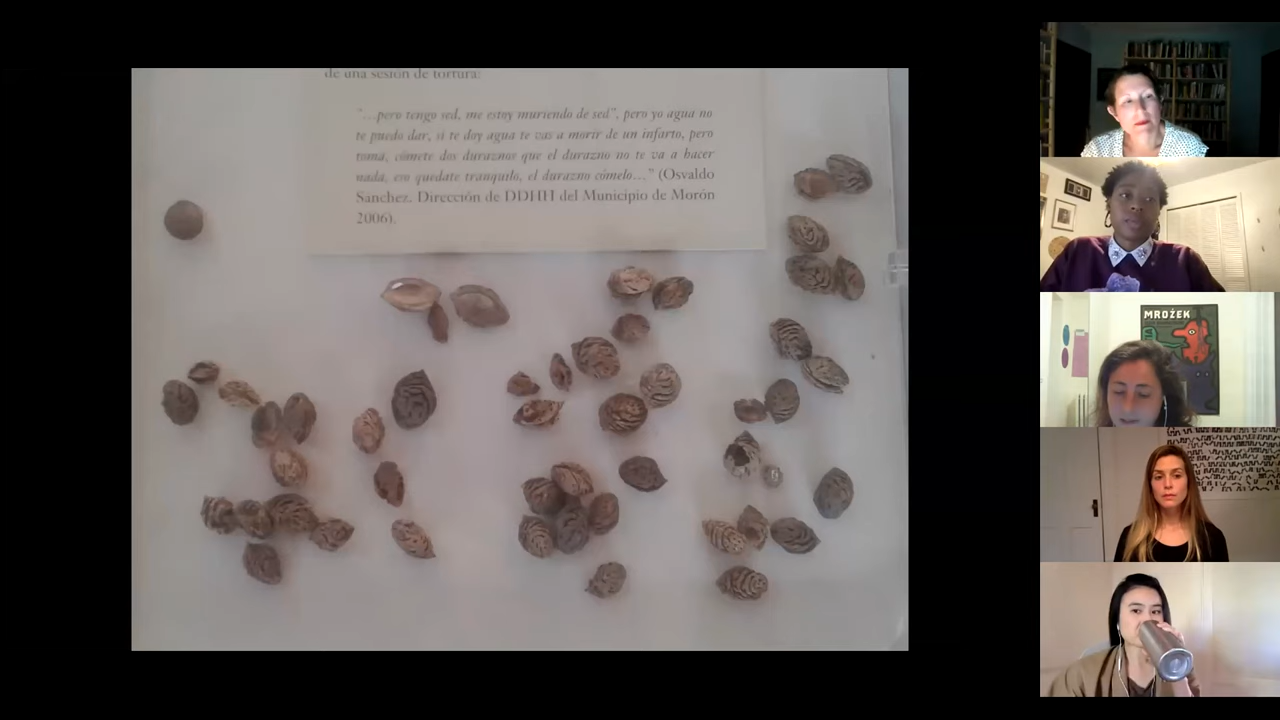 de una sesión de tortura:
"…pero tengo sed, me estoy muriendo de sed", pero yo agua no
te puedo dar, si te doy agua te vas a morir de un infarto, pero
tomá, cómete dos duraznos que el durazno no te va a hacer
nada, eso quedate tranquilo, el durazno cómelo…" (Osvaldo
Sanchez. Dirección de DDHH del Municipio de Morón
2006).
MROŻEK